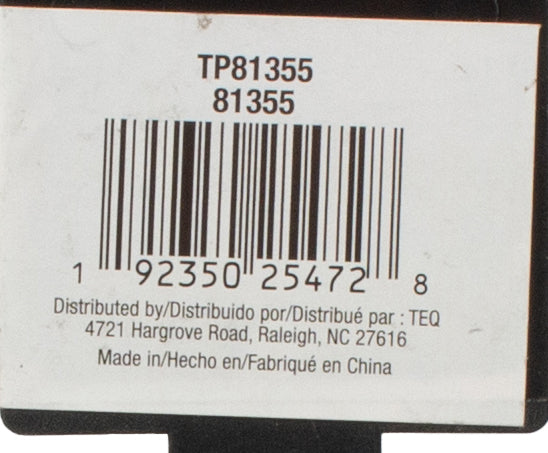 TP81355
81355
1 92350 25472 8
Distributed by/Distribuido por/Distribué par : TEQ
4721 Hargrove Road, Raleigh, NC 27616
Made in/Hecho en/Fabriqué en China